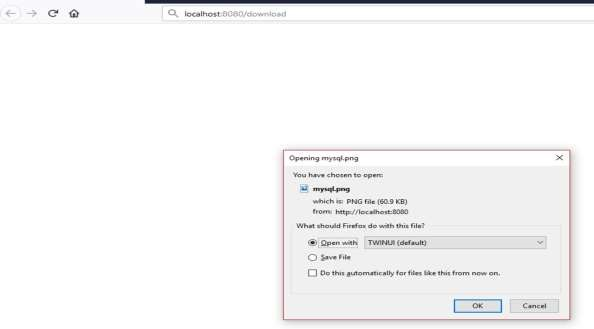 localhost:8080/download
Opening mysql.png
You have chosen to open:
mysql.png
which is: PNG file (60.9 KB)
from: http://localhost:8080
What should Firefox do with this file?
Open with TWINUI (default)
Save File
Do this automatically for files like this from now on.
OK Cancel